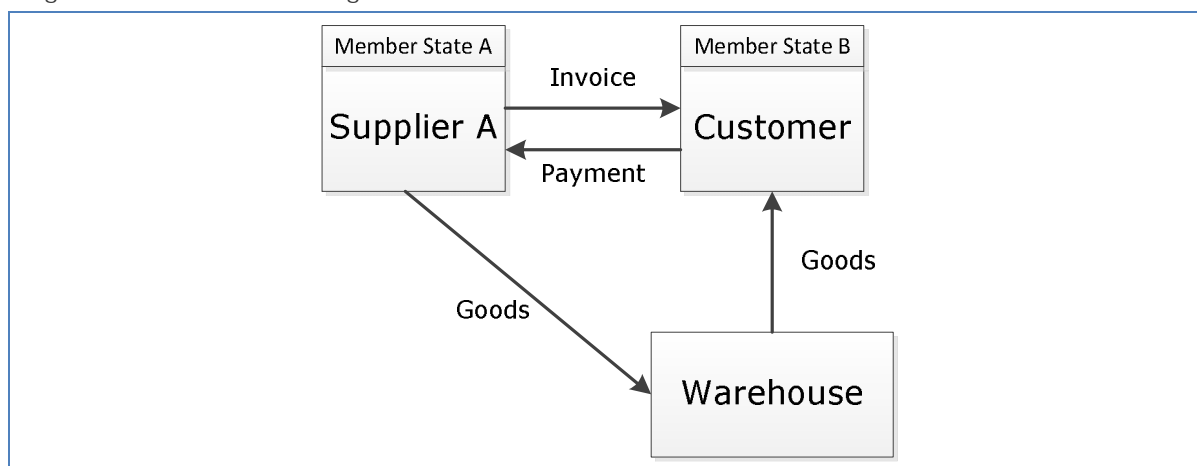 Member State A
Member State B
Invoice
Supplier A
Customer
Payment
Goods
Goods
Warehouse